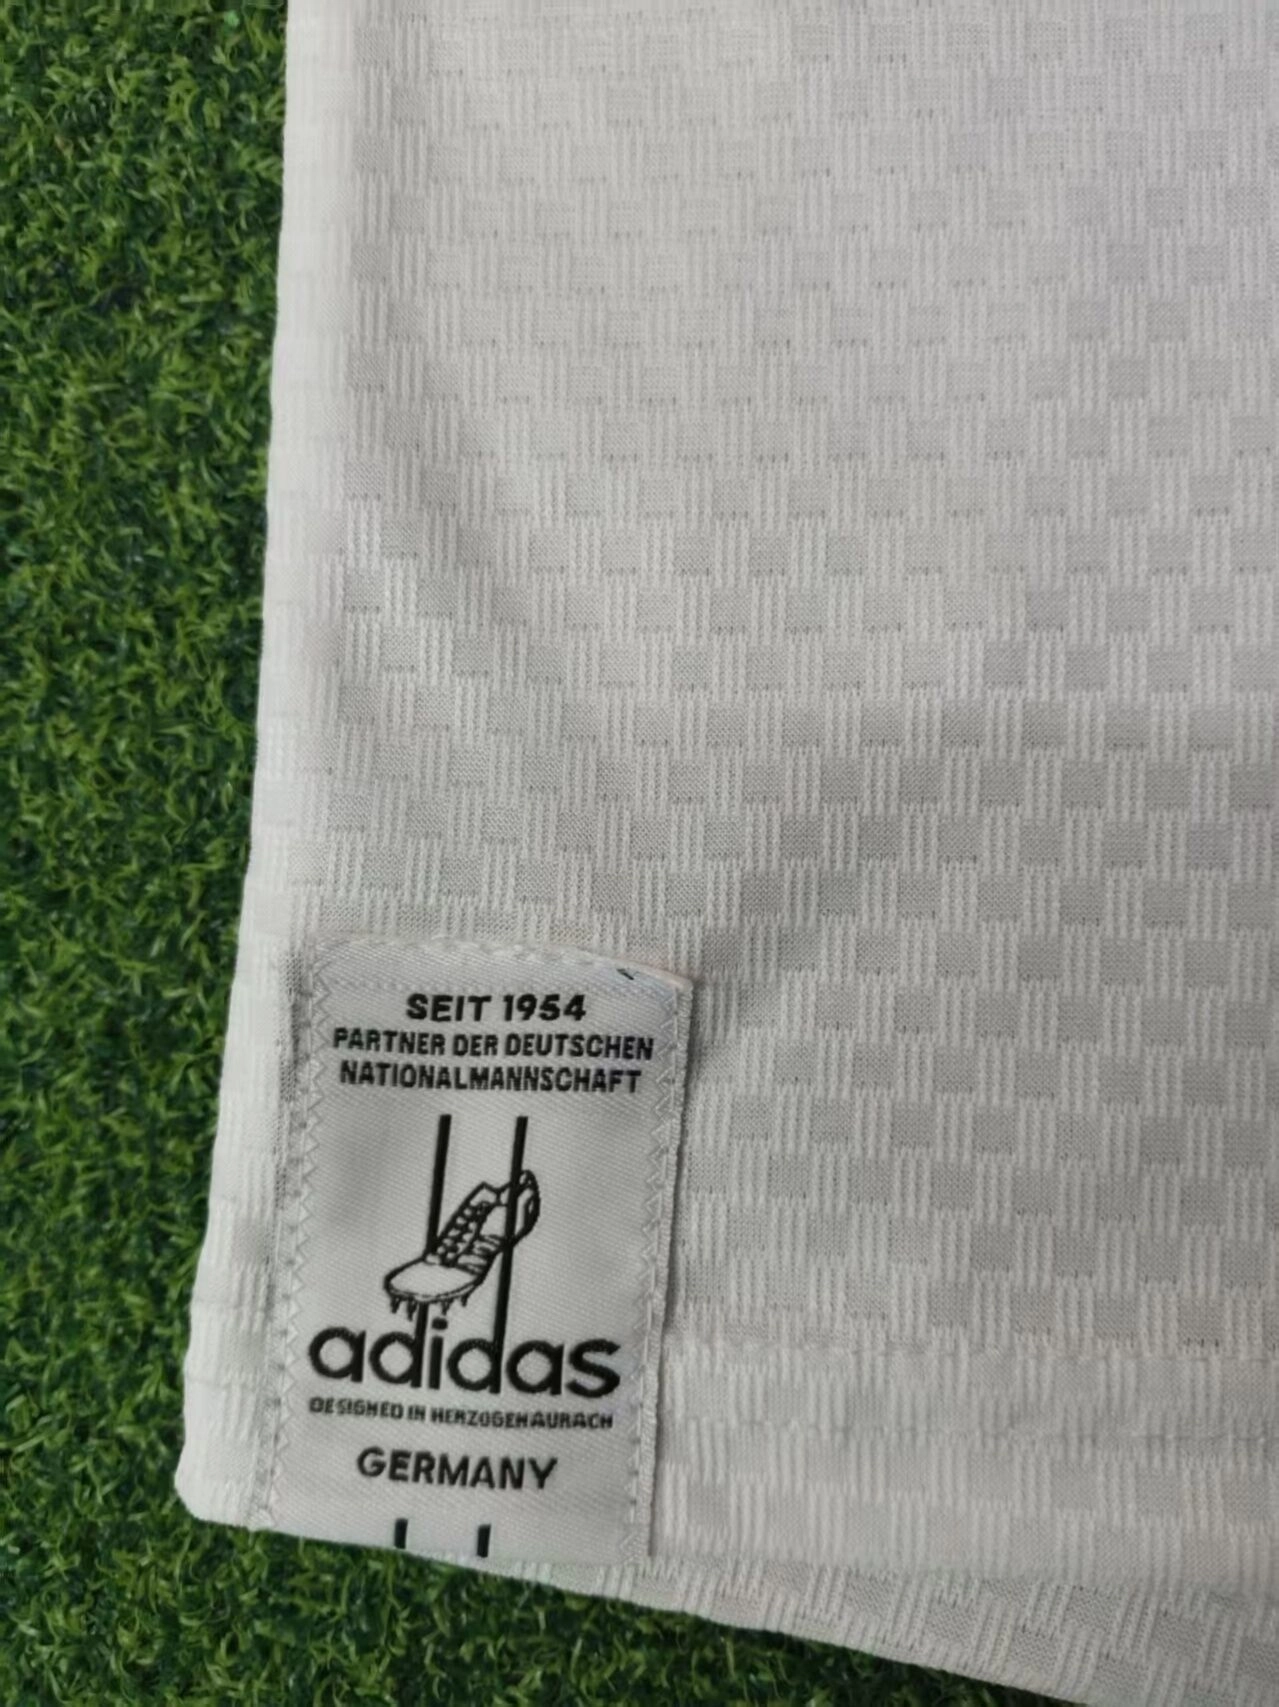 SEIT 1954
PARTNER DER DEUTSCHEN
NATIONALMANNSCHAFT
adidas
DESIGNED IN HERZOGENAURACH
GERMANY